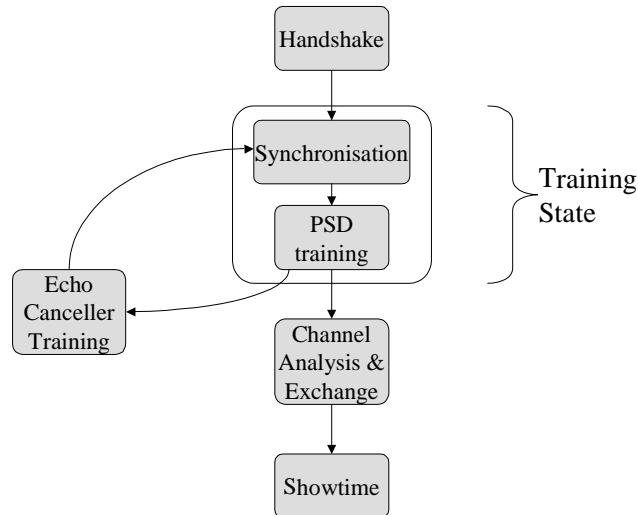 Handshake
Synchronisation
PSD
training
Training
State
Echo
Canceller
Training
Channel
Analysis &
Exchange
Showtime